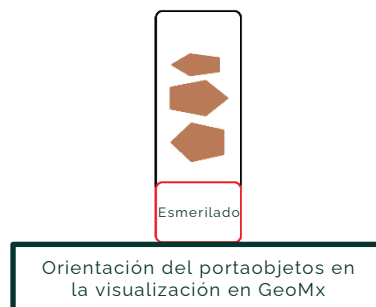 Esmerilado
Orientación del portaobjetos en
la visualización en GeoMx